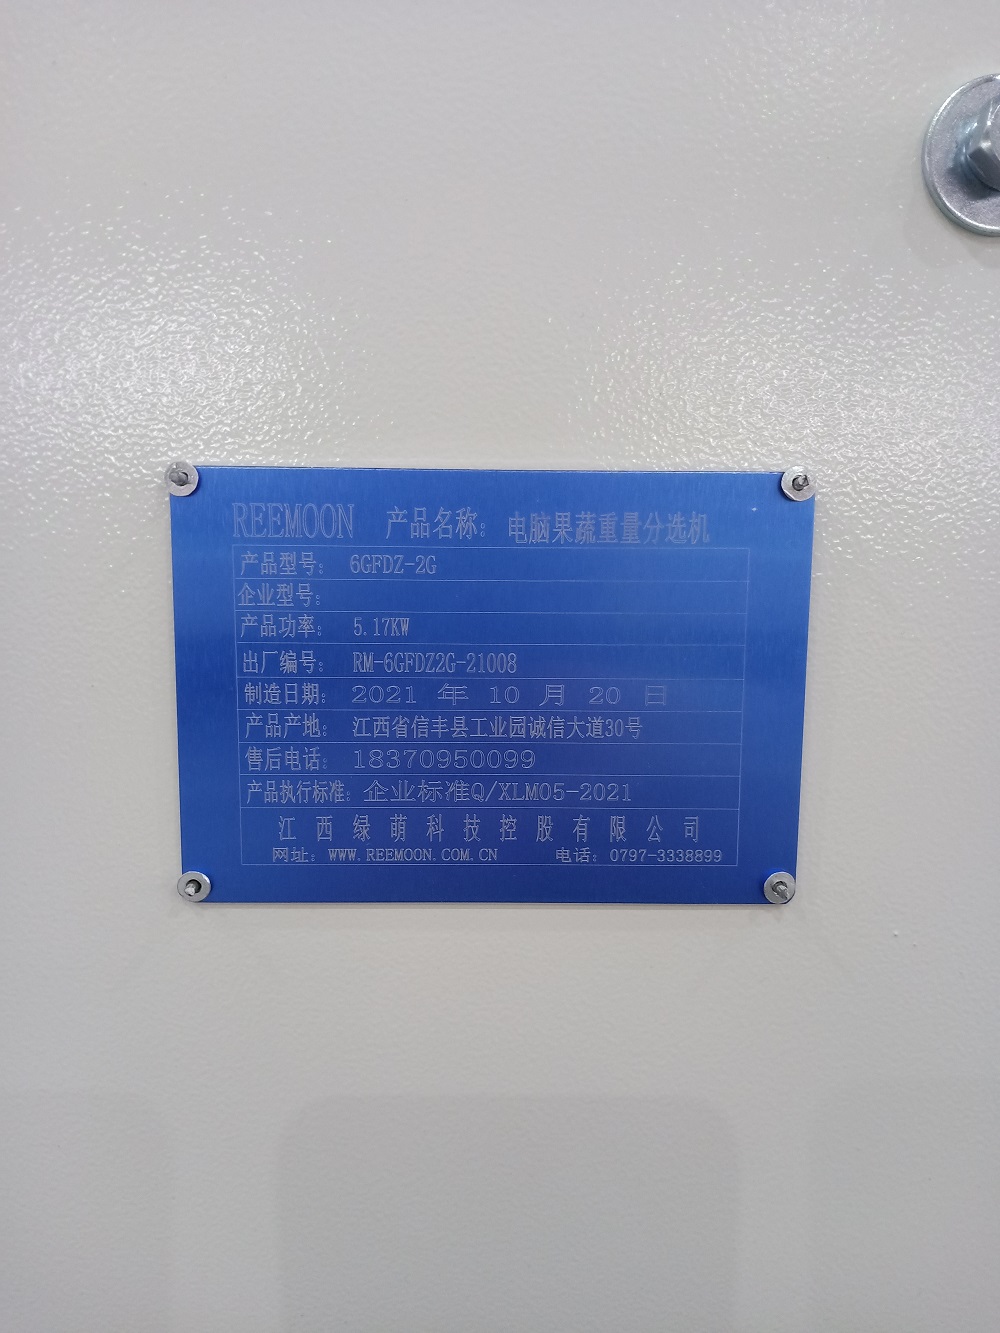 REEMOON 产品名称：电脑果蔬重量分选机
产品型号： 6GFDZ-2G
企业型号：
产品功率： 5.17KW
出厂编号： RM-6GFDZ2G-21008
制造日期： 2021 年 10 月 20 日
产品产地： 江西省信丰县工业园诚信大道30号
售后电话： 18370950099
产品执行标准：企业标准Q/XLM05-2021
江西绿萌科技控股有限公司
网址：WWW.REEMOON.COM.CN 电话：0797-3338899